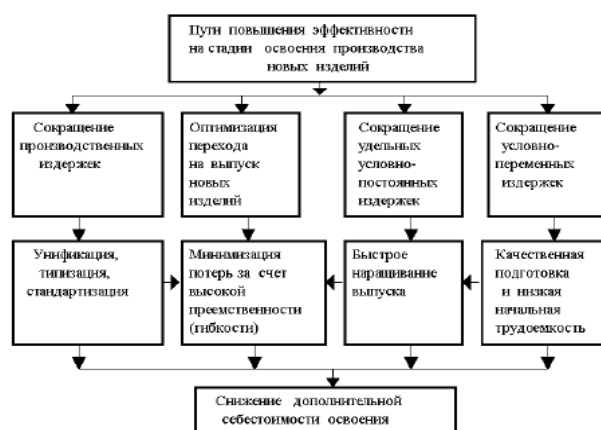 Пути повышения эффективности
на стадии освоения производства
новых изделий
Сокращение
производственных
издержек
Оптимизация
перехода
на выпуск
новых
изделий
Сокращение
удельных
условно-
постоянных
издержек
Сокращение
условно-
переменных
издержек
Унификация,
типизация,
стандартизация
Минимизация
потерь за счет
высокой
преемственности
(гибкости)
Быстрое
наращивание
выпуска
Качественная
подготовка
и низкая
начальная
трудоемкость
Снижение дополнительной
себестоимости освоения